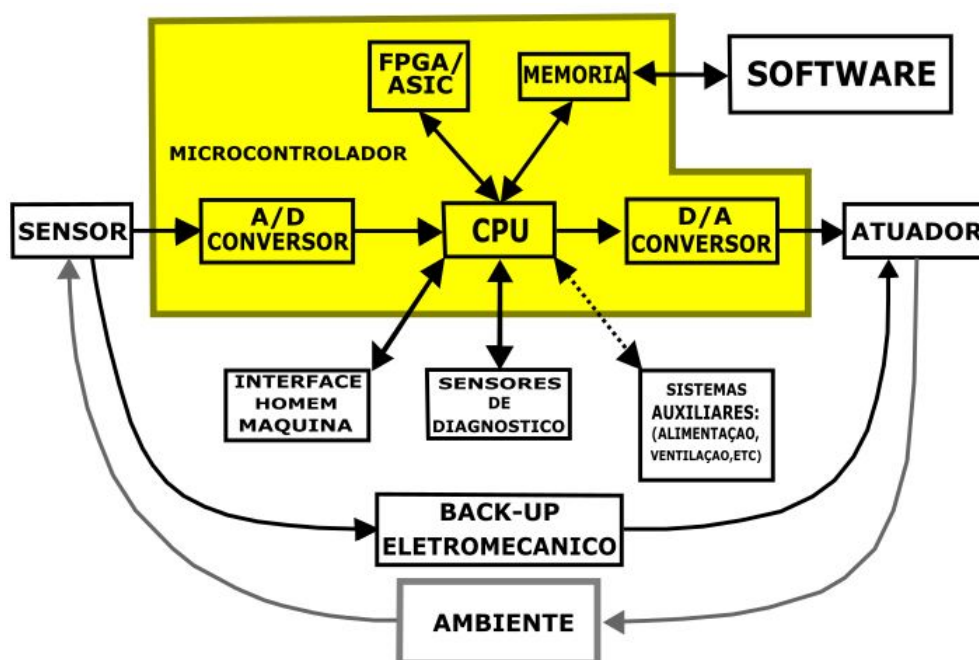 FPGA/
ASIC
MEMORIA
SOFTWARE
MICROCONTROLADOR
SENSOR
A/D
CONVERSOR
CPU
D/A
CONVERSOR
ATUADOR
INTERFACE
HOMEM
MAQUINA
SENSORES
DE
DIAGNOSTICO
SISTEMAS
AUXILIARES:
(ALIMENTAÇAO,
VENTILAÇAO,ETC)
BACK-UP
ELETROMECANICO
AMBIENTE